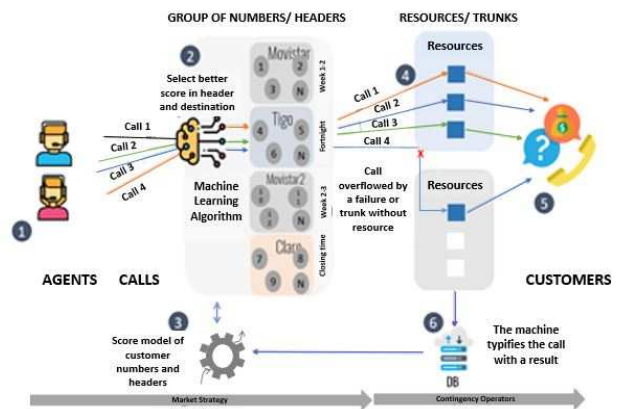 GROUP OF NUMBERS/ HEADERS
RESOURCES/ TRUNKS
2
Select better
score in header
and destination
Movistar
1
2
3
N
Week 1-2
Tigo
4
5
6
N
Fortnight
Movistar2
N
Week 2-3
Claro
7
8
9
N
Closing time
Machine
Learning
Algorithm
Call 1
Call 2
Call 3
Call 4
1
AGENTS
CALLS
4
Call 1
Call 2
Call 3
Call 4
x
Call
overflowed by
a failure or
trunk without
resource
Resources
Resources
?
$
5
CUSTOMERS
3
Score model of
customer
numbers and
headers
6
DB
The machine
typifies the call
with a result
Market Strategy
Contingency Operators